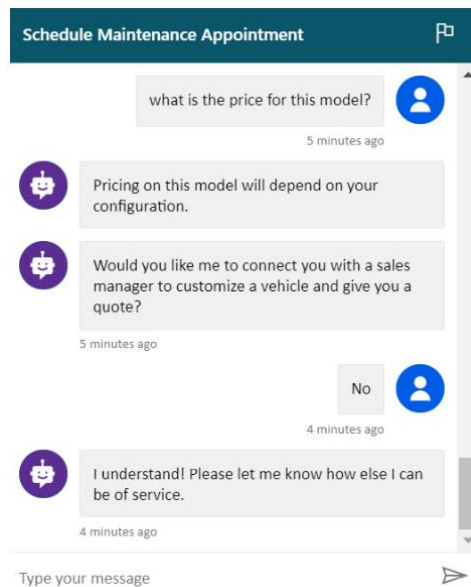 Schedule Maintenance Appointment
what is the price for this model?
5 minutes ago
Pricing on this model will depend on your
configuration.
Would you like me to connect you with a sales
manager to customize a vehicle and give you a
quote?
5 minutes ago
No
4 minutes ago
I understand! Please let me know how else I can
be of service.
4 minutes ago
Type your message